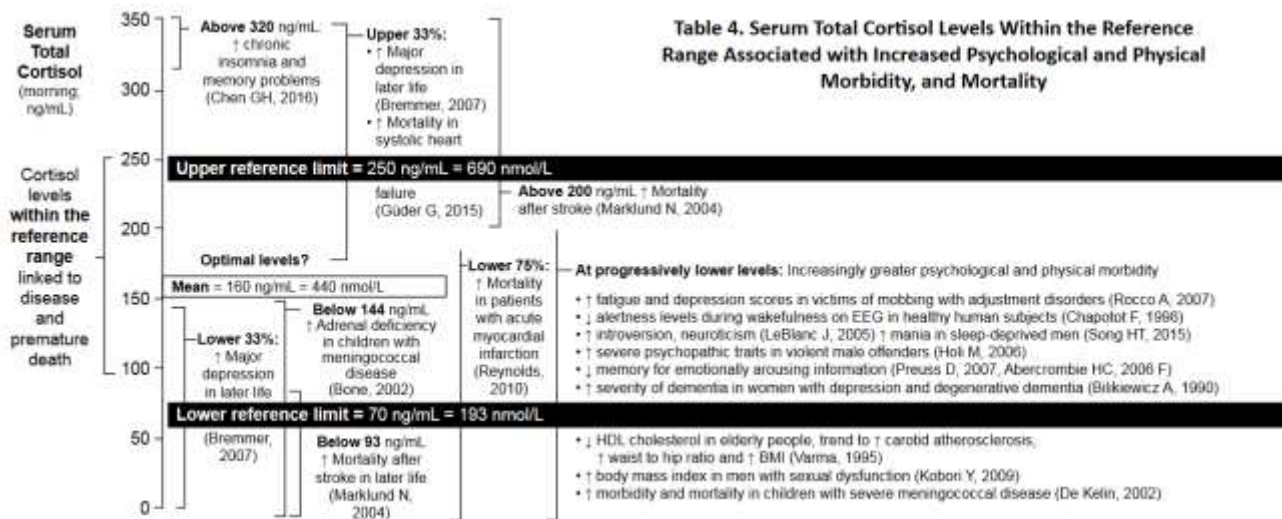 Table 4. Serum Total Cortisol Levels Within the Reference
Range Associated with Increased Psychological and Physical
Morbidity, and Mortality
Serum
Total
Cortisol
(morning;
ng/mL)
350
300
250
200
150
100
50
0
Cortisol
levels
within the
reference
range
linked to
disease
and
premature
death
Above 320 ng/mL:
↑ chronic
insomnia and
memory problems
(Chen GH, 2016)
Upper 33%:
• ↑ Major
depression in
later life
(Bremmer, 2007)
• ↑ Mortality in
systolic heart
Upper reference limit = 250 ng/mL = 690 nmol/L
failure
(Güder G, 2015)
Above 200 ng/mL ↑ Mortality
after stroke (Marklund N, 2004)
Optimal levels?
Mean = 160 ng/mL = 440 nmol/L
Lower 33%:
↑ Major
depression
in later life
Below 144 ng/mL
↑ Adrenal deficiency
in children with
meningococcal
disease
(Bone, 2002)
Lower 75%:
↑ Mortality
in patients
with acute
myocardial
infarction
(Reynolds,
2010)
At progressively lower levels: Increasingly greater psychological and physical morbidity
• ↑ fatigue and depression scores in victims of mobbing with adjustment disorders (Rocco A, 2007)
• ↓ alertness levels during wakefulness on EEG in healthy human subjects (Chapotot F, 1998)
• ↑ introversion, neuroticism (LeBlanc J, 2005) ↑ mania in sleep-deprived men (Song HT, 2015)
• ↑ severe psychopathic traits in violent male offenders (Holi M, 2006)
• ↓ memory for emotionally arousing information (Preuss D, 2007, Abercrombie HC, 2006 F)
• ↑ severity of dementia in women with depression and degenerative dementia (Bilikiewicz A, 1990)
Lower reference limit = 70 ng/mL = 193 nmol/L
(Bremmer,
2007)
Below 93 ng/mL
↑ Mortality after
stroke in later life
(Marklund N,
2004)
• ↓ HDL cholesterol in elderly people, trend to ↑ carotid atherosclerosis,
↑ waist to hip ratio and ↑ BMI (Varma, 1995)
• ↑ body mass index in men with sexual dysfunction (Kobori Y, 2009)
• ↑ morbidity and mortality in children with severe meningococcal disease (De Kelin, 2002)